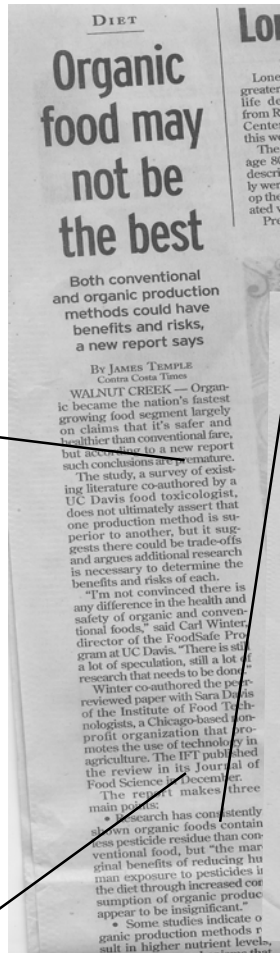 DIET
Organic
food may
not be
the best
Both conventional
and organic production
methods could have
benefits and risks,
a new report says
BY JAMES TEMPLE
Contra Costa Times
WALNUT CREEK — Organ-
ic became the nation's fastest
growing food segment largely
on claims that it's safer and
healthier than conventional fare,
but according to a new report
such conclusions are premature.
The study, a survey of exist-
ing literature co-authored by a
UC Davis food toxicologist,
does not ultimately assert that
one production method is su-
perior to another, but it sug-
gests there could be trade-offs
and argues additional research
is necessary to determine the
benefits and risks of each.
"I'm not convinced there is
any difference in the health and
safety of organic and conven-
tional foods," said Carl Winter,
director of the FoodSafe Pro-
gram at UC Davis. "There is still
a lot of speculation, still a lot of
research that needs to be done."
Winter co-authored the peer-
reviewed paper with Sara Davis
of the Institute of Food Tech-
nologists, a Chicago-based non-
profit organization that pro-
motes the use of technology in
agriculture. The IFT published
the review in its Journal of
Food Science in December.
The report makes three
main points:
• Research has consistently
shown organic foods contain
less pesticide residue than con-
ventional food, but "the mar
ginal benefits of reducing hu
man exposure to pesticides i
the diet through increased con
sumption of organic produc
appear to be insignificant."
• Some studies indicate o
ganic production methods r
sult in higher nutrient levels,
Lo
Lone
greater
life de
from R
Cente
this w
The
age 8
descri
ly wer
op the
ated v
Pre